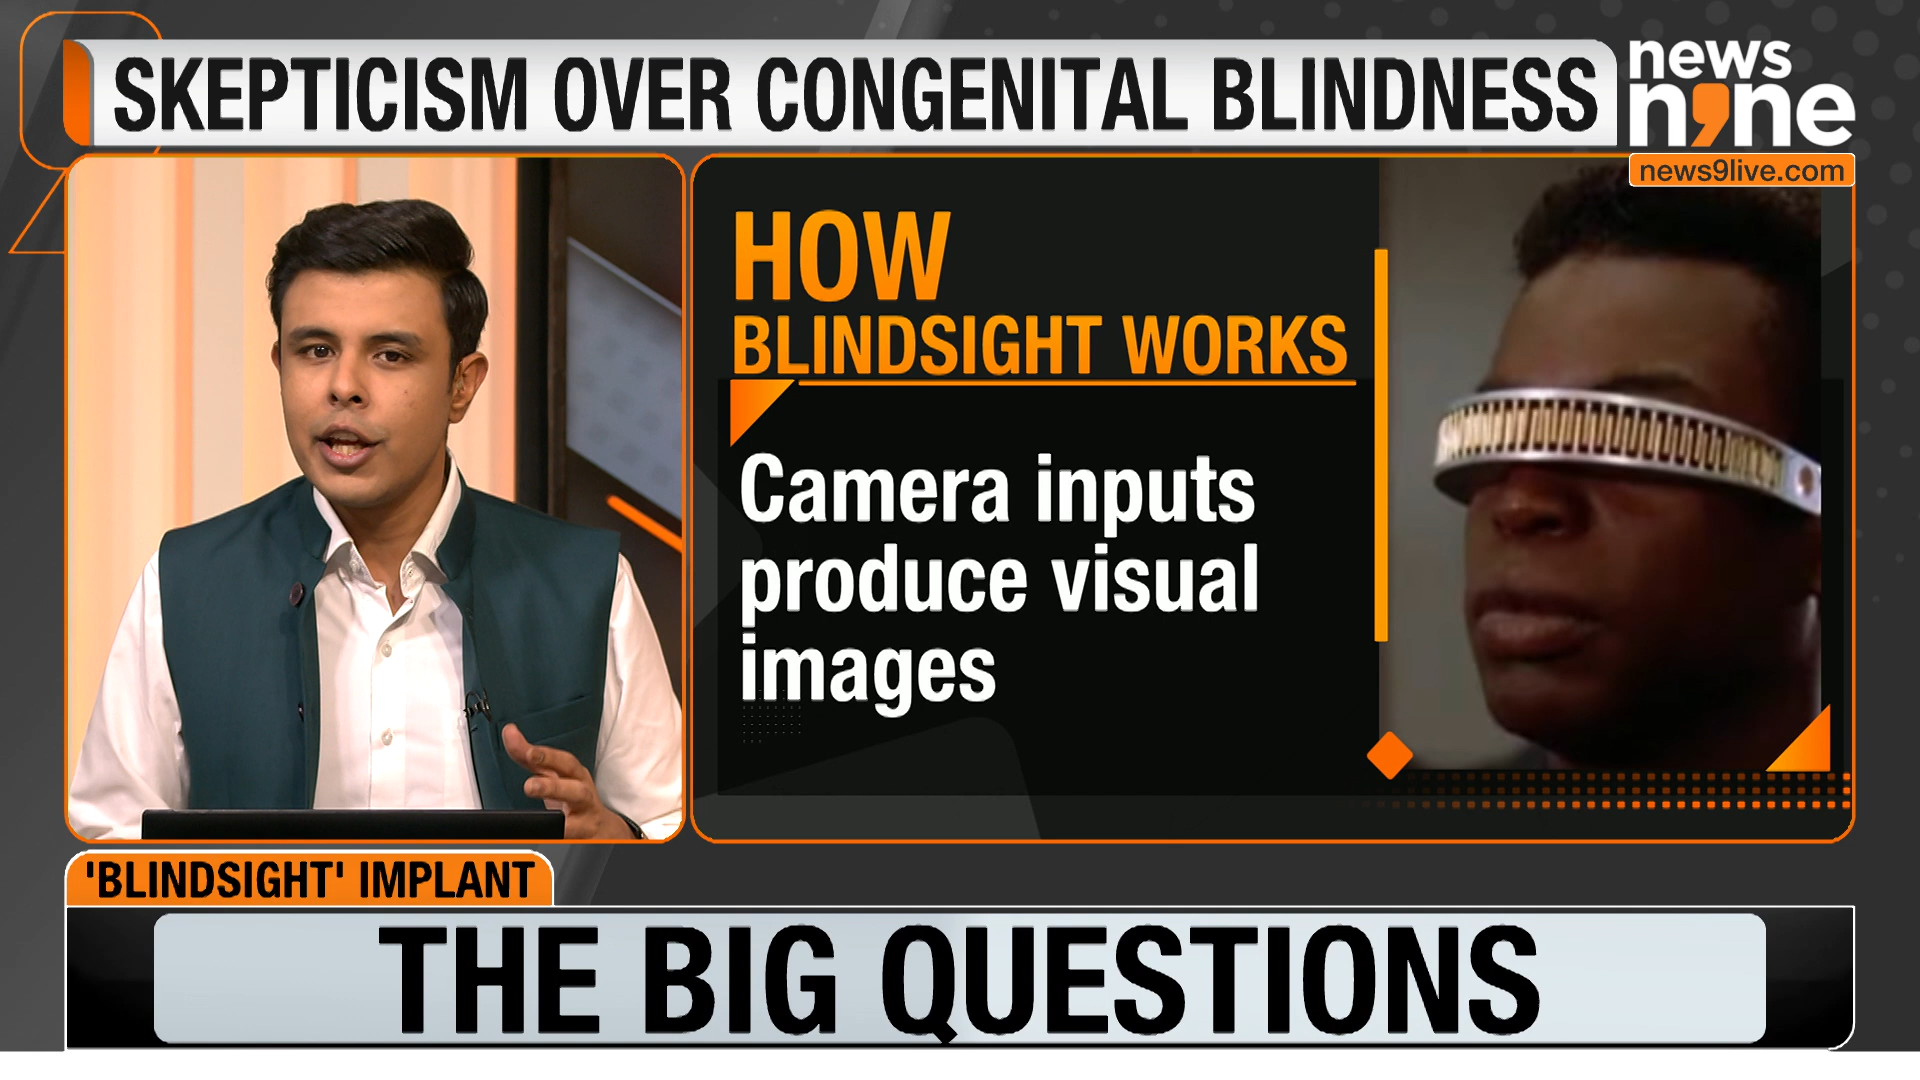 SKEPTICISM OVER CONGENITAL BLINDNESS
news
nine
news9live.com
HOW
BLINDSIGHT WORKS
Camera inputs
produce visual
images
'BLINDSIGHT' IMPLANT
THE BIG QUESTIONS